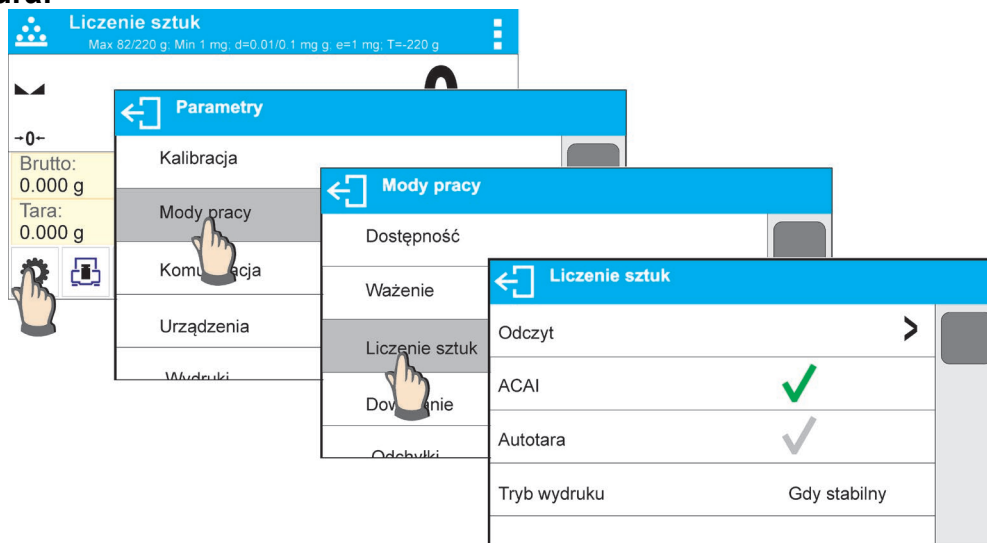 Liczenie sztuk
Max 82/220 g; Min 1 mg; d=0.01/0.1 mg g; e=1 mg; T=-220 g
→0←
Brutto:
0.000 g
Tara:
0.000 g
Parametry
Kalibracja
Mody pracy
Urządzenia
Wydruki
Mody pracy
Dostępność
Ważenie
Liczenie sztuk
Odchyłki
Liczenie sztuk
Odczyt
ACAI
Autotara
Tryb wydruku Gdy stabilny